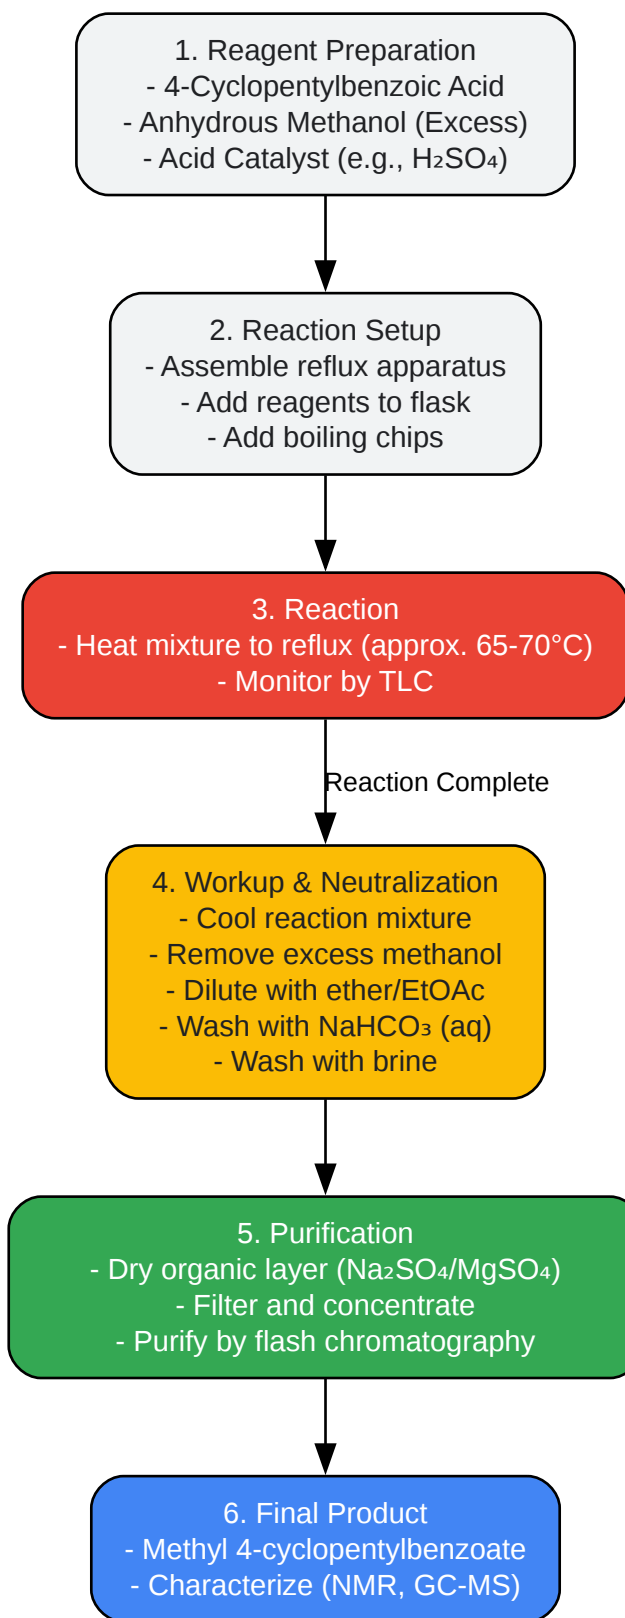 1. Reagent Preparation
- 4-Cyclopentylbenzoic Acid
- Anhydrous Methanol (Excess)
- Acid Catalyst (e.g., H₂SO₄)
2. Reaction Setup
- Assemble reflux apparatus
- Add reagents to flask
- Add boiling chips
3. Reaction
- Heat mixture to reflux (approx. 65-70°C)
- Monitor by TLC
Reaction Complete
4. Workup & Neutralization
- Cool reaction mixture
- Remove excess methanol
- Dilute with ether/EtOAc
- Wash with NaHCO₃ (aq)
- Wash with brine
5. Purification
- Dry organic layer (Na₂SO₄/MgSO₄)
- Filter and concentrate
- Purify by flash chromatography
6. Final Product
- Methyl 4-cyclopentylbenzoate
- Characterize (NMR, GC-MS)